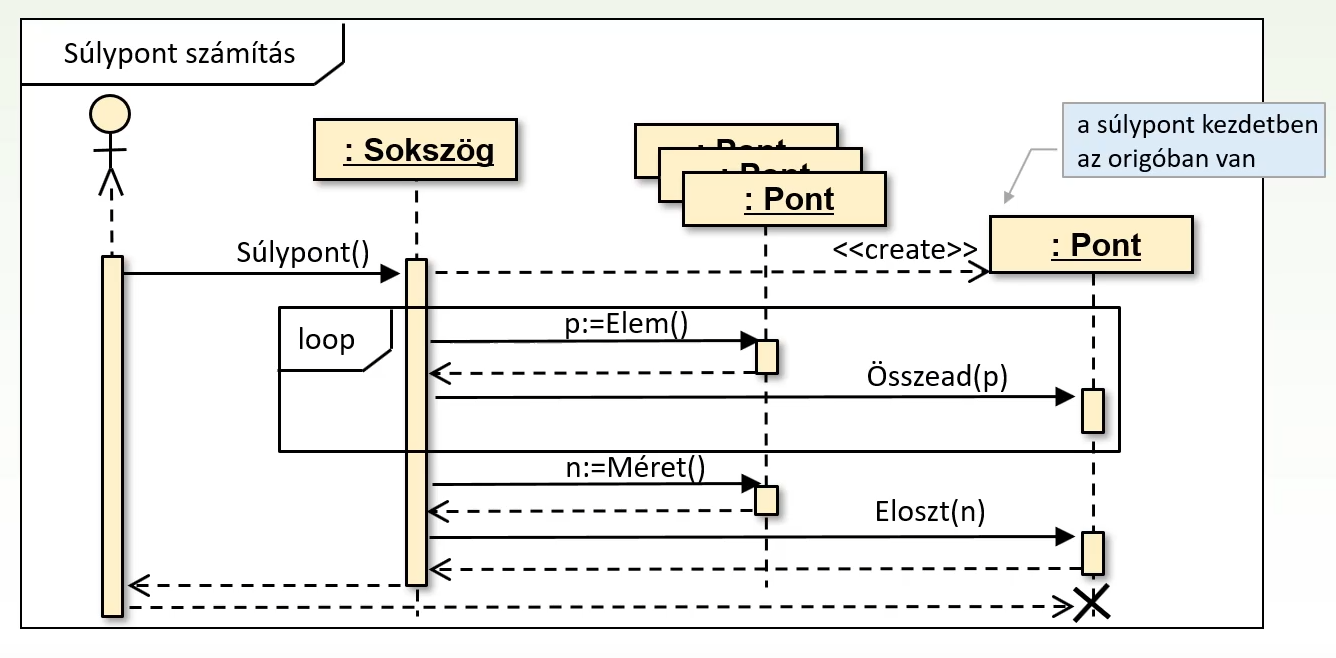 Súlypont számítás
a súlypont kezdetben
az origóban van
: Sokszög
: Pont
: Pont
: Pont
: Pont
Súlypont()
<<create>>
loop
p:=Elem()
Összead(p)
n:=Méret()
Eloszt(n)